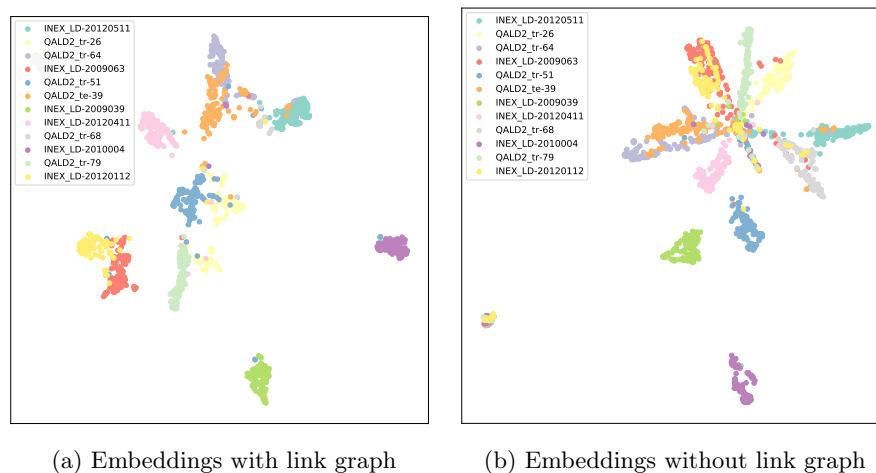 INEX_LD-20120511
QALD2_tr-26
QALD2_tr-64
INEX_LD-2009063
QALD2_tr-51
QALD2_te-39
INEX_LD-2009039
INEX_LD-20120411
QALD2_tr-68
INEX_LD-2010004
QALD2_tr-79
INEX_LD-20120112
INEX_LD-20120511
QALD2_tr-26
QALD2_tr-64
INEX_LD-2009063
QALD2_tr-51
QALD2_te-39
INEX_LD-2009039
INEX_LD-20120411
QALD2_tr-68
INEX_LD-2010004
QALD2_tr-79
INEX_LD-20120112
(a) Embeddings with link graph
(b) Embeddings without link graph